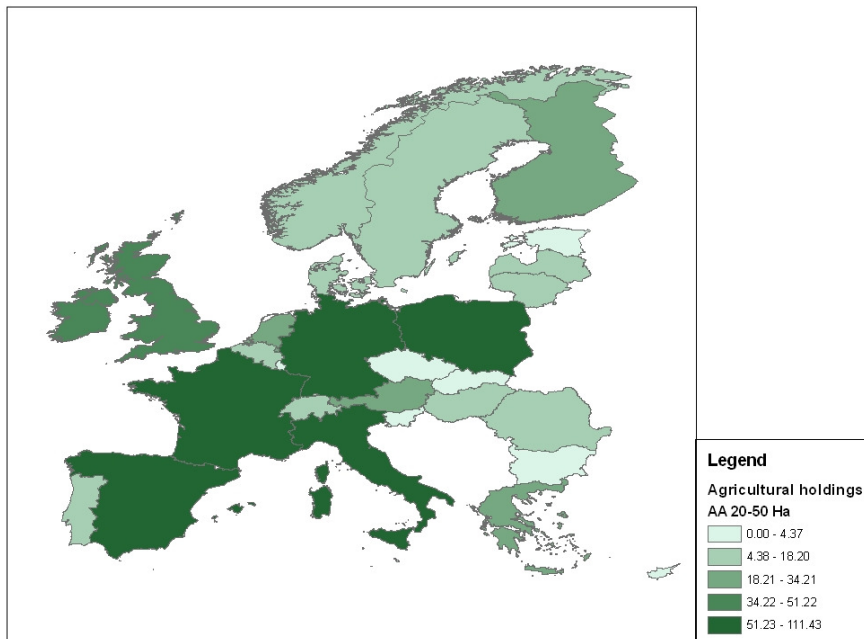 Legend
Agricultural holdings
AA 20-50 Ha
0.00 - 4.37
4.38 - 18.20
18.21 - 34.21
34.22 - 51.22
51.23 - 111.43